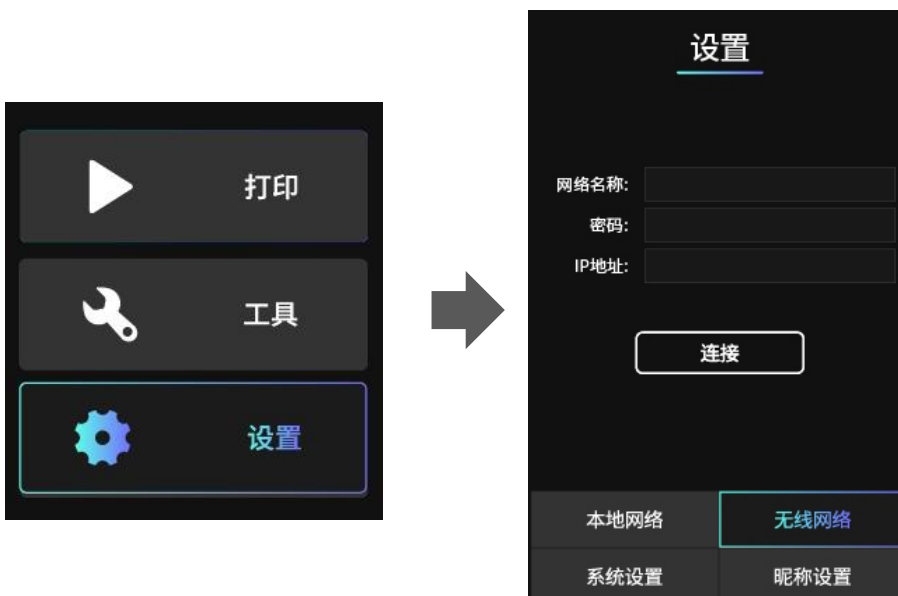 打印
工具
设置
设置
网络名称:
密码:
IP地址:
连接
本地网络
无线网络
系统设置
昵称设置